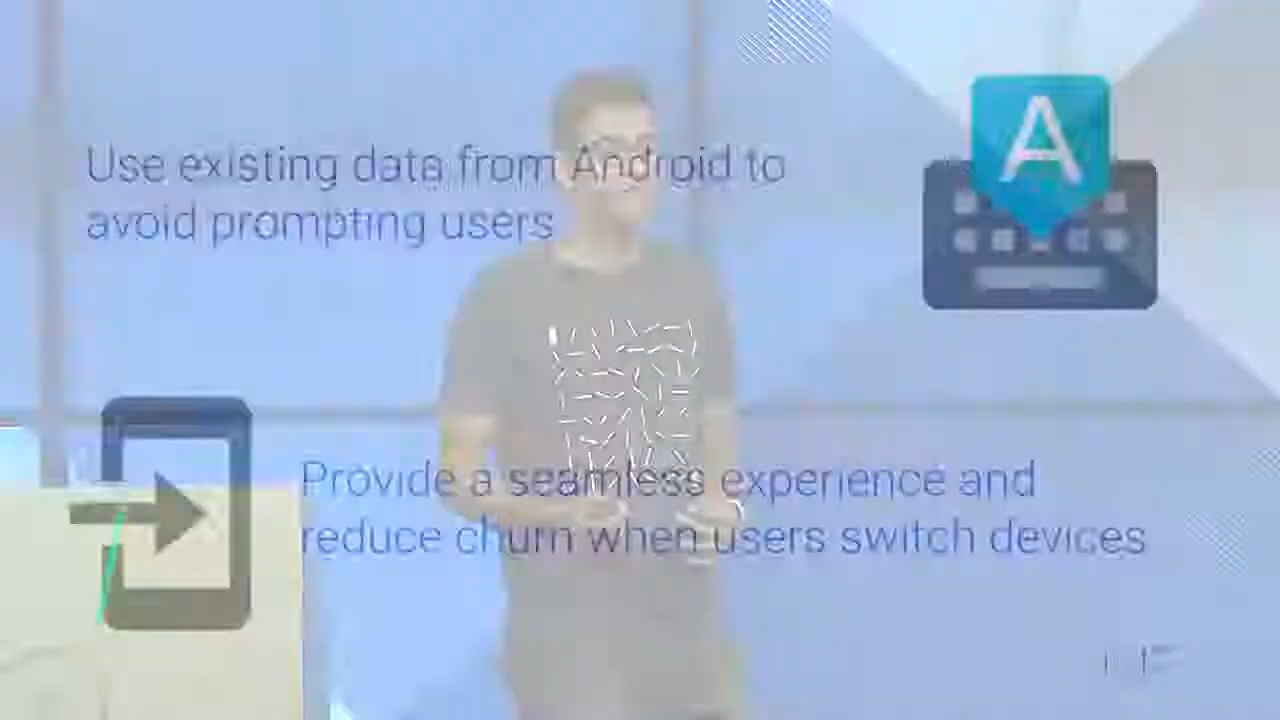 Use existing data from Android to
avoid prompting users
A
Provide a seamless experience and
reduce churn when users switch devices